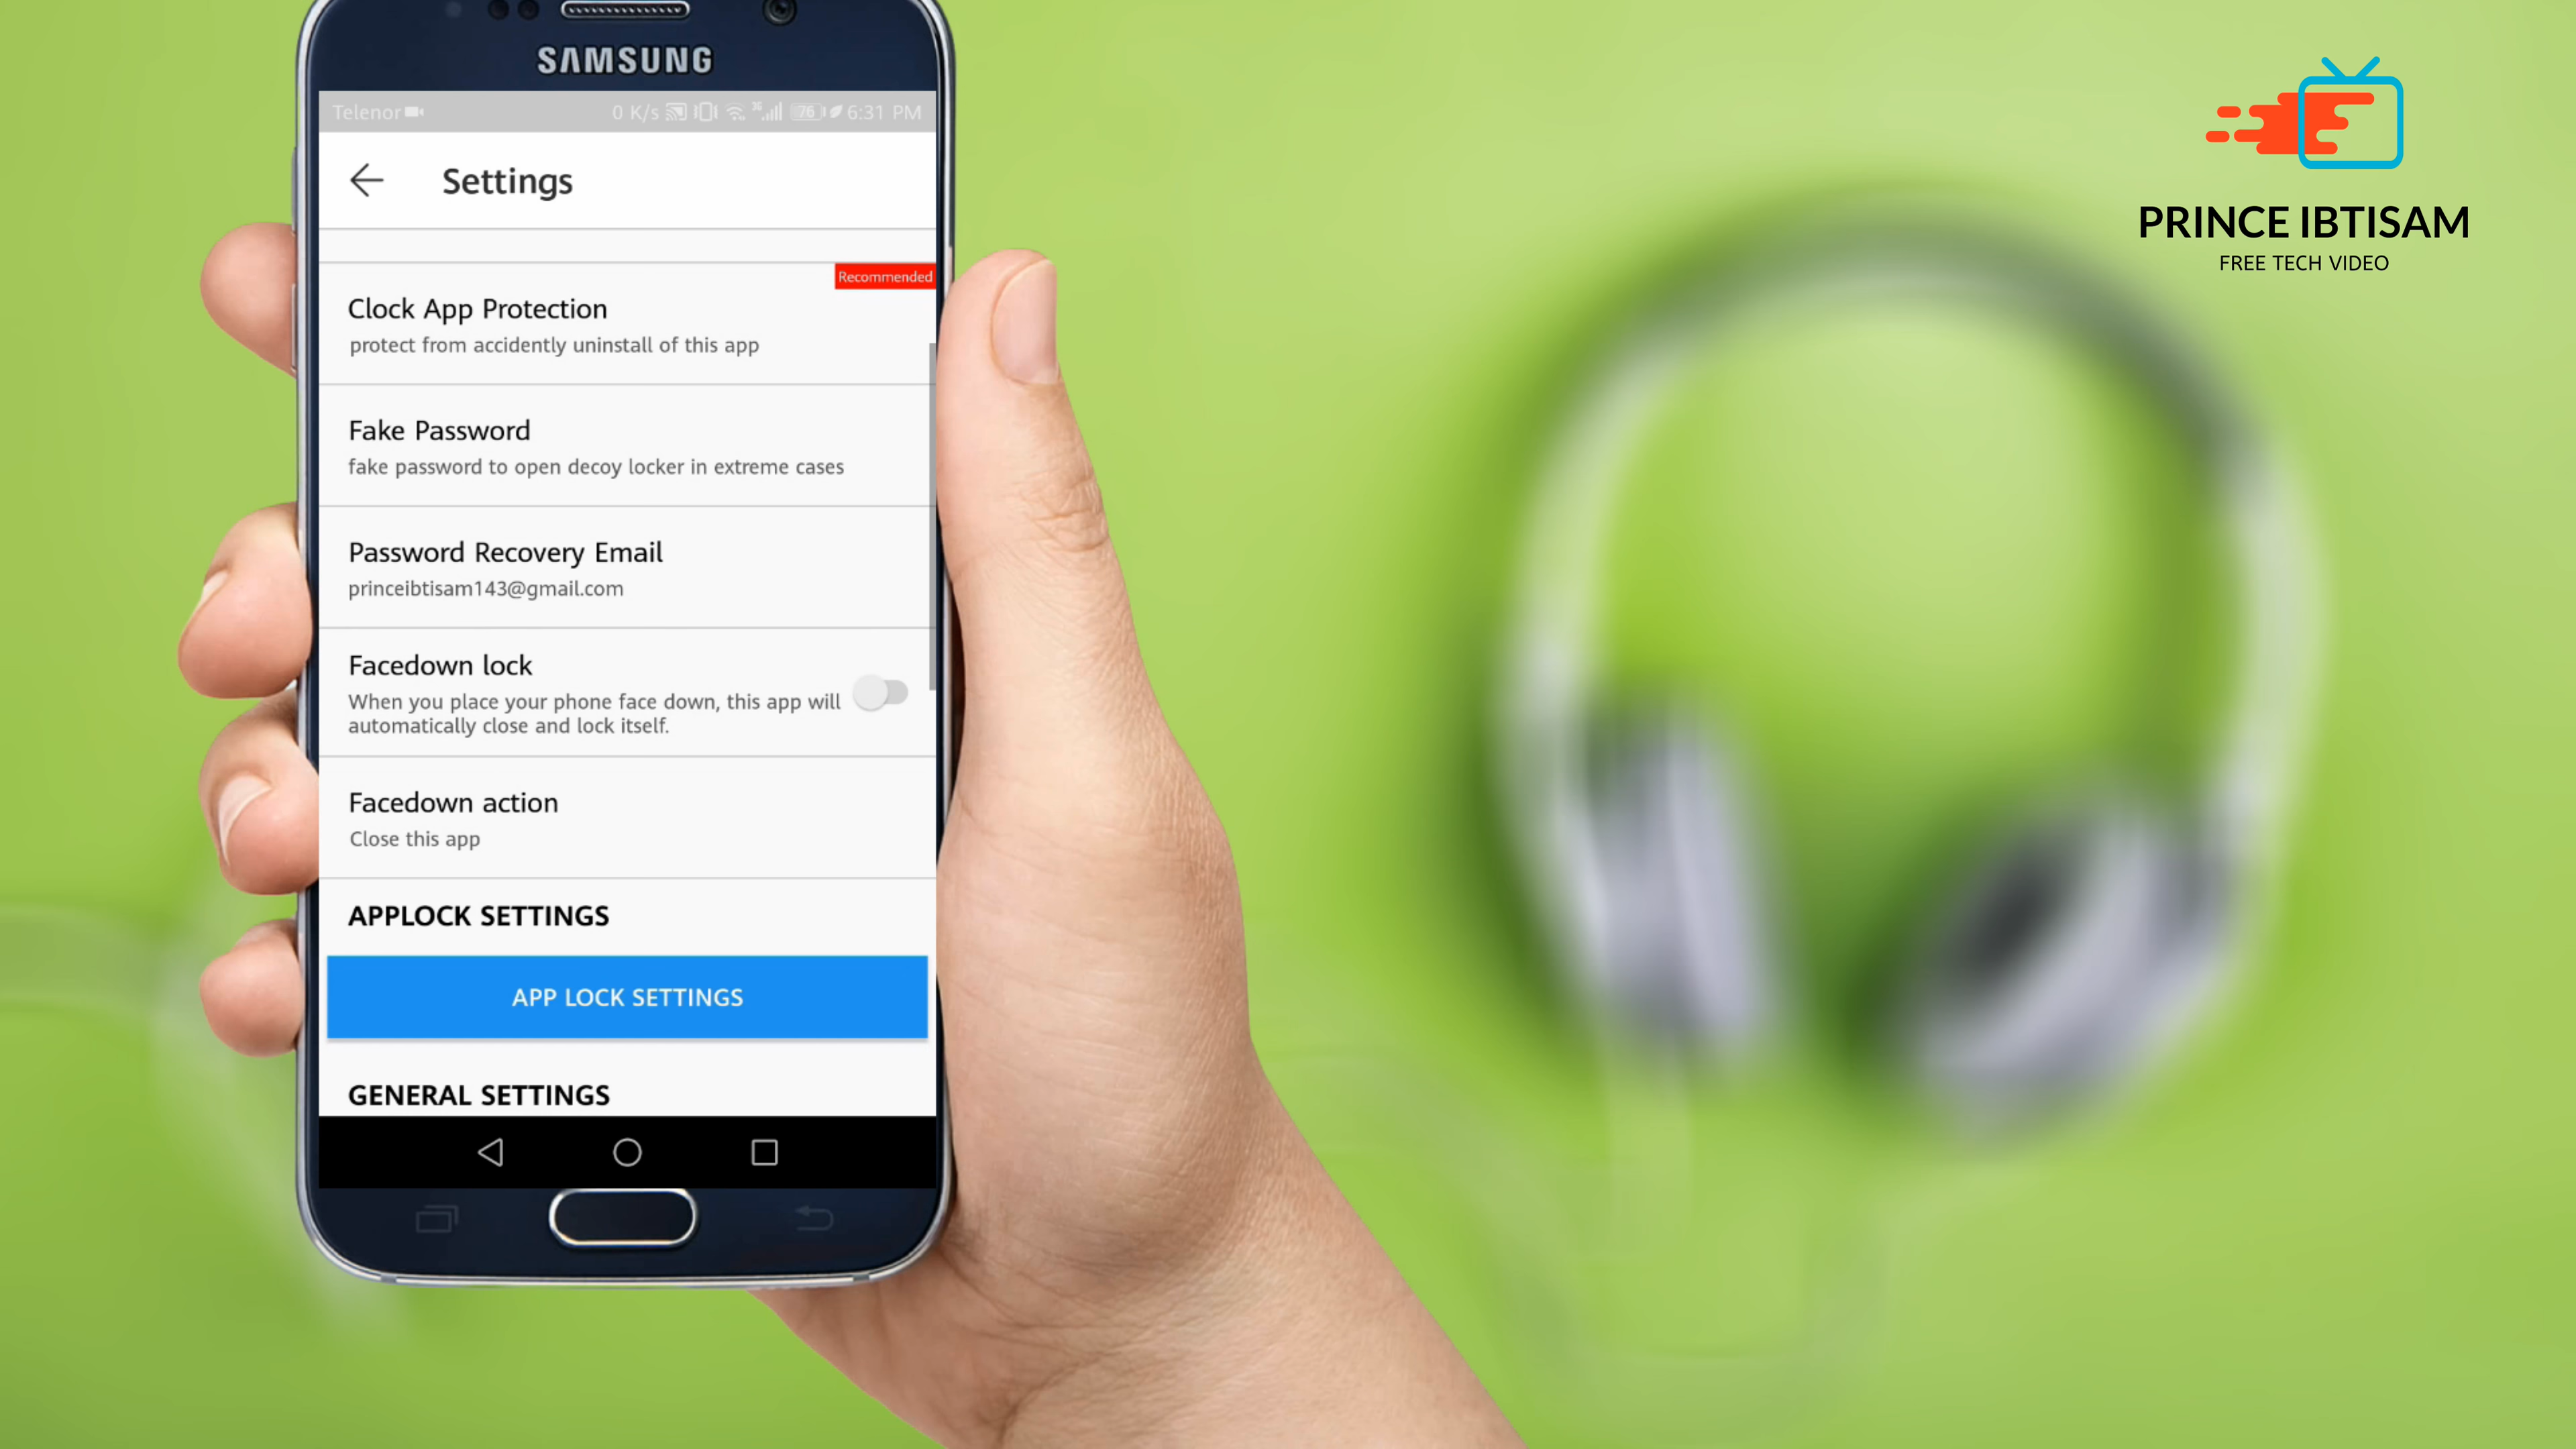 SAMSUNG
Telenor 0 K/s 3G 76 6:31 PM
Settings
Recommended
Clock App Protection
protect from accidently uninstall of this app
Fake Password
fake password to open decoy locker in extreme cases
Password Recovery Email
princeibtisam143@gmail.com
Facedown lock
When you place your phone face down, this app will
automatically close and lock itself.
Facedown action
Close this app
APPLOCK SETTINGS
APP LOCK SETTINGS
GENERAL SETTINGS
PRINCE IBTISAM
FREE TECH VIDEO